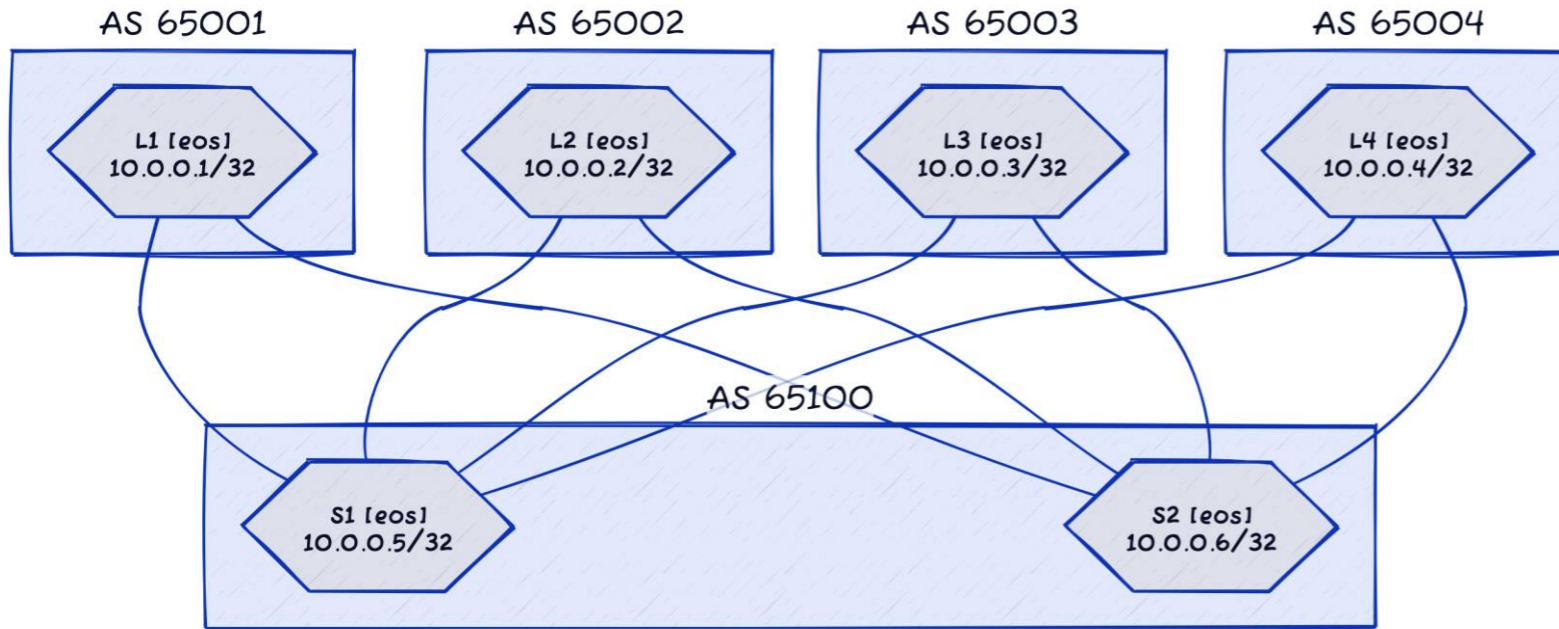 AS 65001
AS 65002
AS 65003
AS 65004
L1 [eos]
10.0.0.1/32
L2 [eos]
10.0.0.2/32
L3 [eos]
10.0.0.3/32
L4 [eos]
10.0.0.4/32
AS 65100
S1 [eos]
10.0.0.5/32
S2 [eos]
10.0.0.6/32